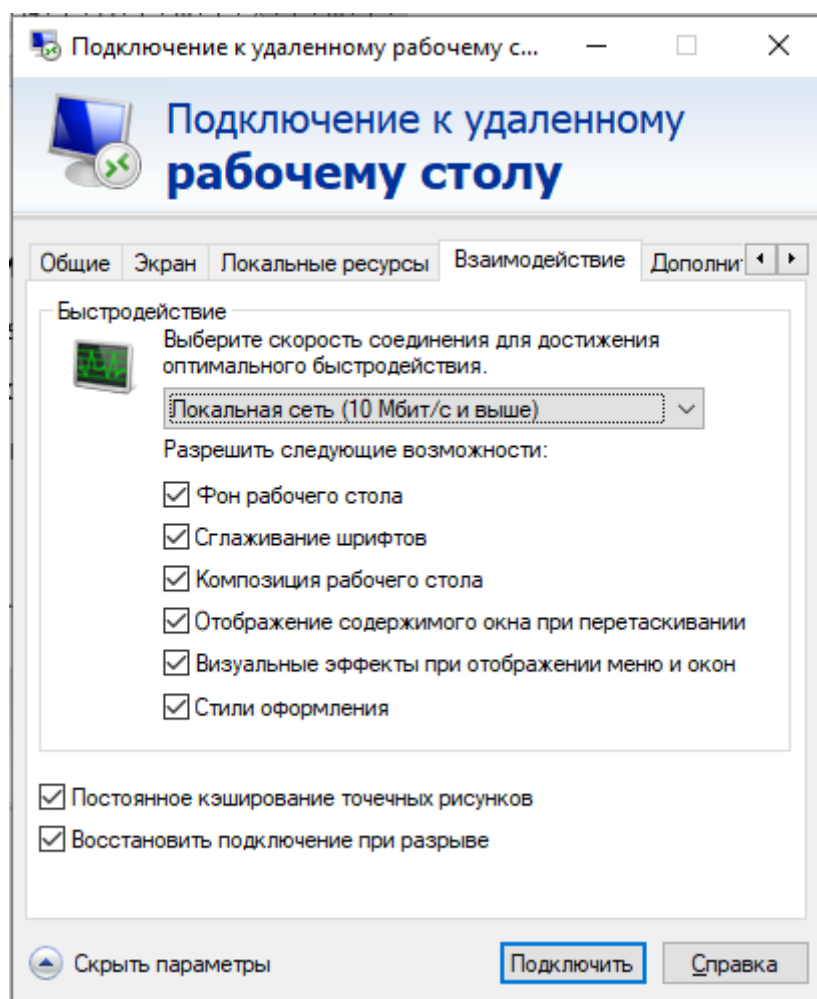 Подключение к удаленному рабочему с...
Подключение к удаленному
рабочему столу
Общие Экран Локальные ресурсы Взаимодействие Дополни
Быстродействие
Выберите скорость соединения для достижения
оптимального быстродействия.
Локальная сеть (10 Мбит/с и выше)
Разрешить следующие возможности:
Фон рабочего стола
Сглаживание шрифтов
Композиция рабочего стола
Отображение содержимого окна при перетаскивании
Визуальные эффекты при отображении меню и окон
Стили оформления
Постоянное кэширование точечных рисунков
Восстановить подключение при разрыве
Скрыть параметры Подключить Справка